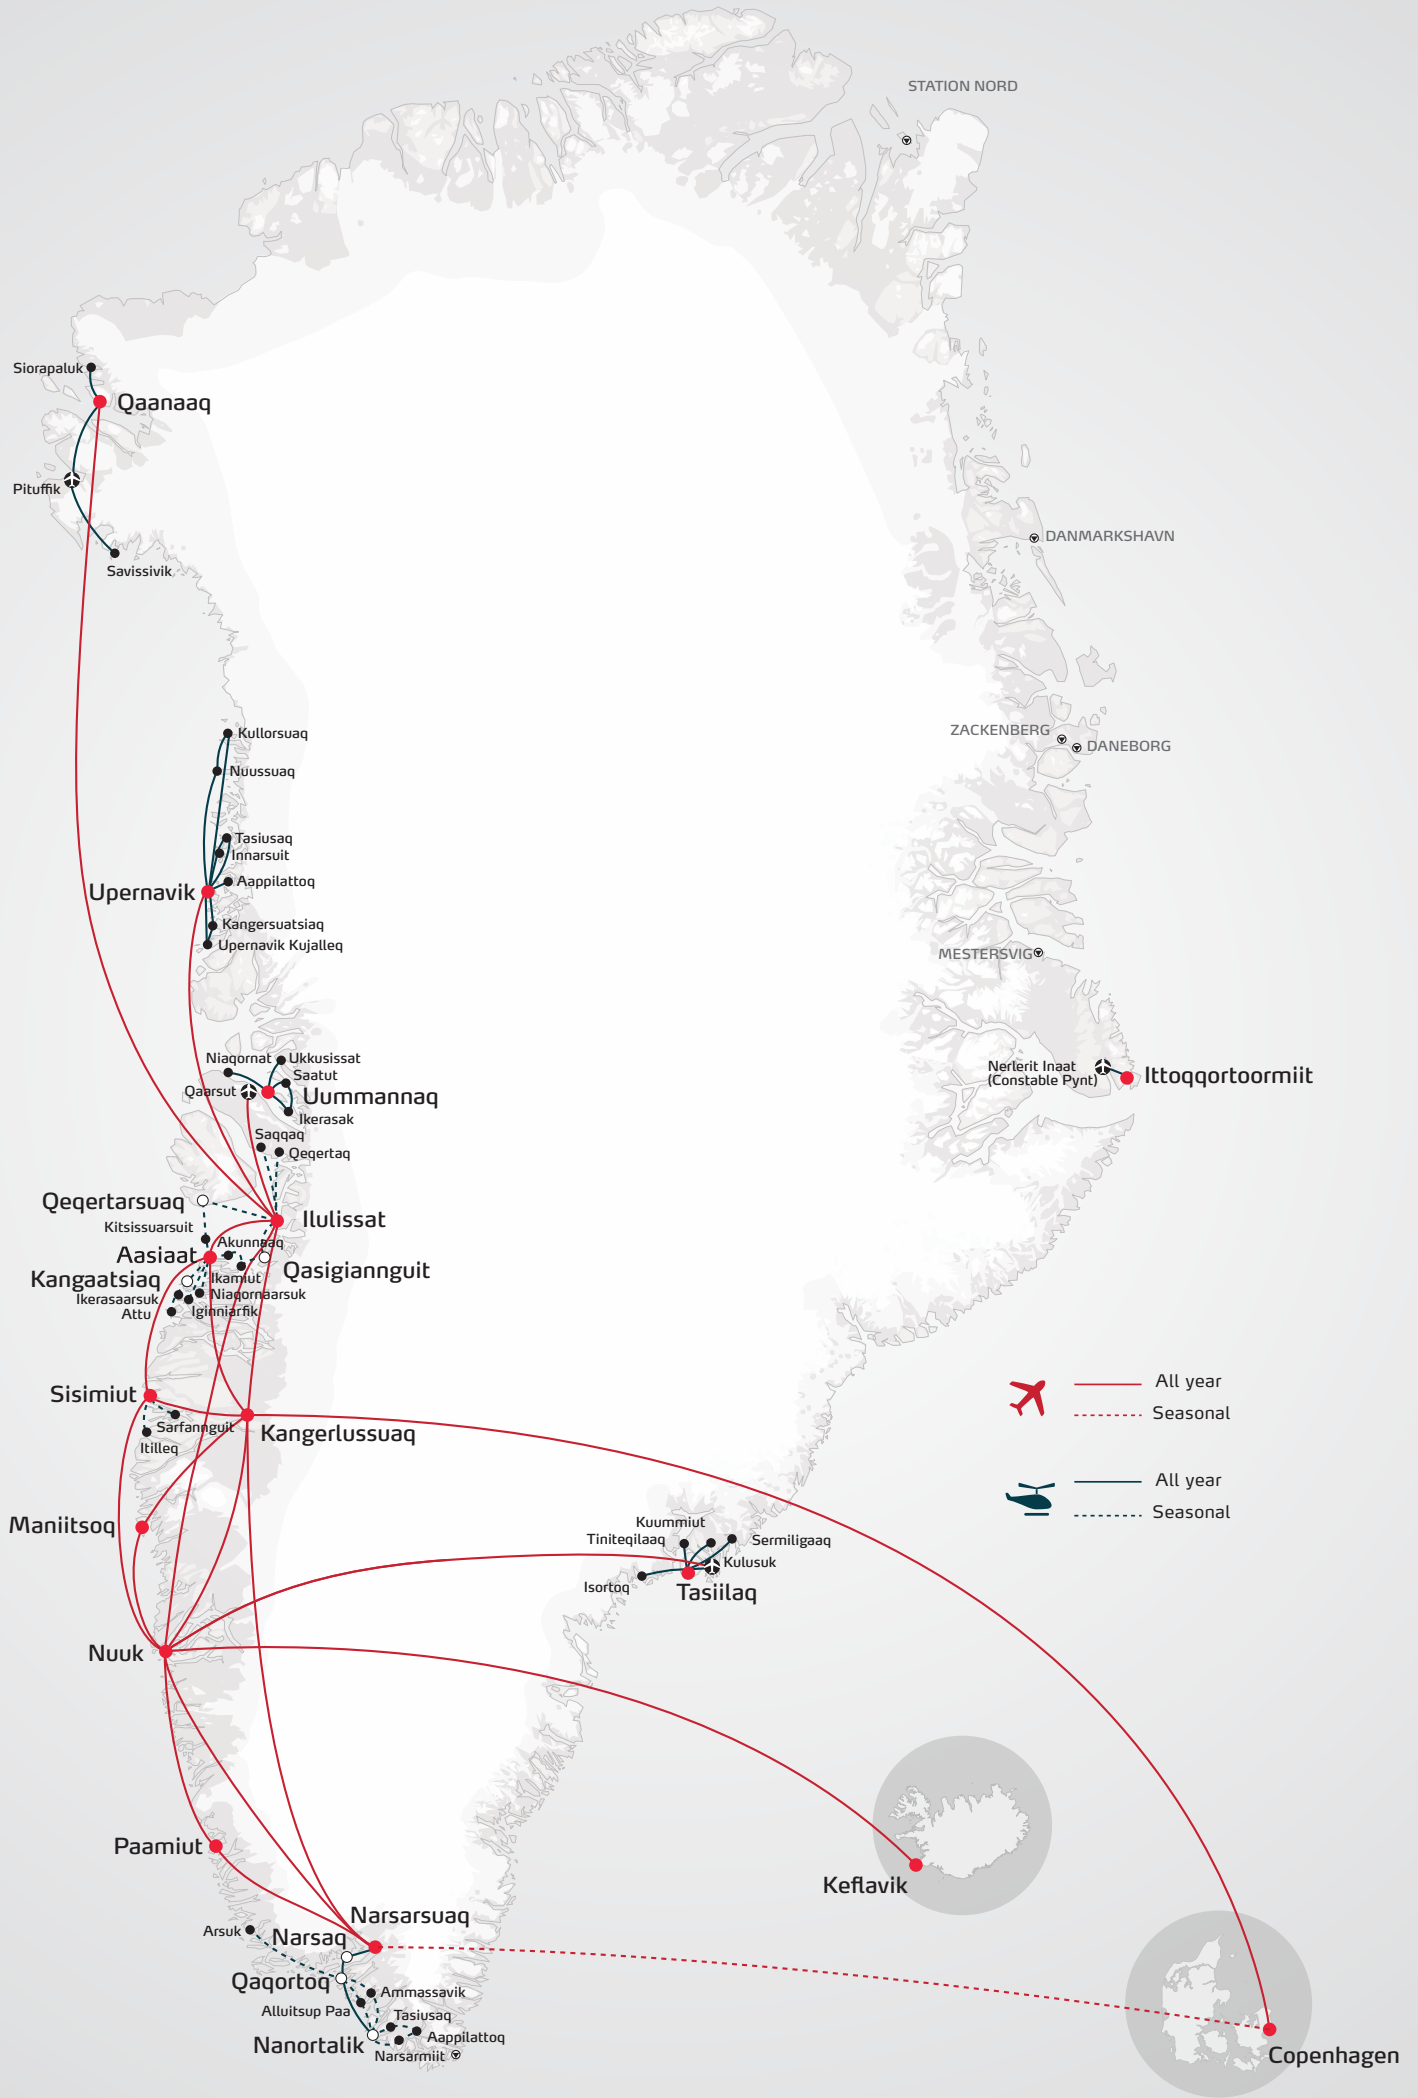 STATION NORD
Siorapaluk
Qaanaaq
Pituffik
Savissivik
DANMARKSHAVN
ZACKENBERG
DANEBORG
Kullorsuaq
Nuussuaq
Tasiusaq
Innarsuit
Aappilattoq
Upernavik
Kangersuatsiaq
Upernavik Kujalleq
MESTERSVIG
Niaqornat
Ukkusissat
Saatut
Qaarsut
Uummannaq
Ikerasak
Nerlerit Inaat
(Constable Pynt)
Ittoqqortoormiit
Saqqaq
Qeqertaq
Qeqertarsuaq
Ilulissat
Kitsissuarsuit
Akunnaaq
Aasiaat
Qasigiannguit
Kangaatsiaq
Ikamiut
Niaqornaarsuk
Ikerasaarsuk
Iginniarfik
Attu
Sisimiut
Sarfannguit
Itilleq
Kangerlussuaq
All year
Seasonal
All year
Seasonal
Maniitsoq
Kuummiut
Tiniteqilaaq
Sermiligaaq
Kulusuk
Isortoq
Tasiilaq
Nuuk
Paamiut
Keflavik
Narsarsuaq
Arsuk
Narsaq
Qaqortoq
Ammassavik
Alluitsup Paa
Tasiusaq
Aappilattoq
Nanortalik
Narsarmiit
Copenhagen